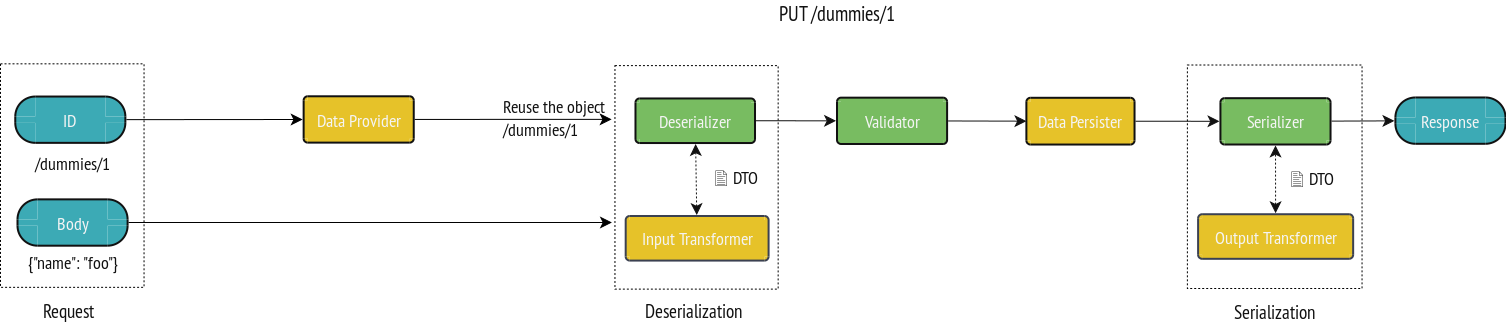 PUT /dummies/1
ID
/dummies/1
Body
{"name": "foo"}
Request
Data Provider
Reuse the object
/dummies/1
Deserializer
DTO
Input Transformer
Deserialization
Validator
Data Persister
Serializer
DTO
Output Transformer
Serialization
Response